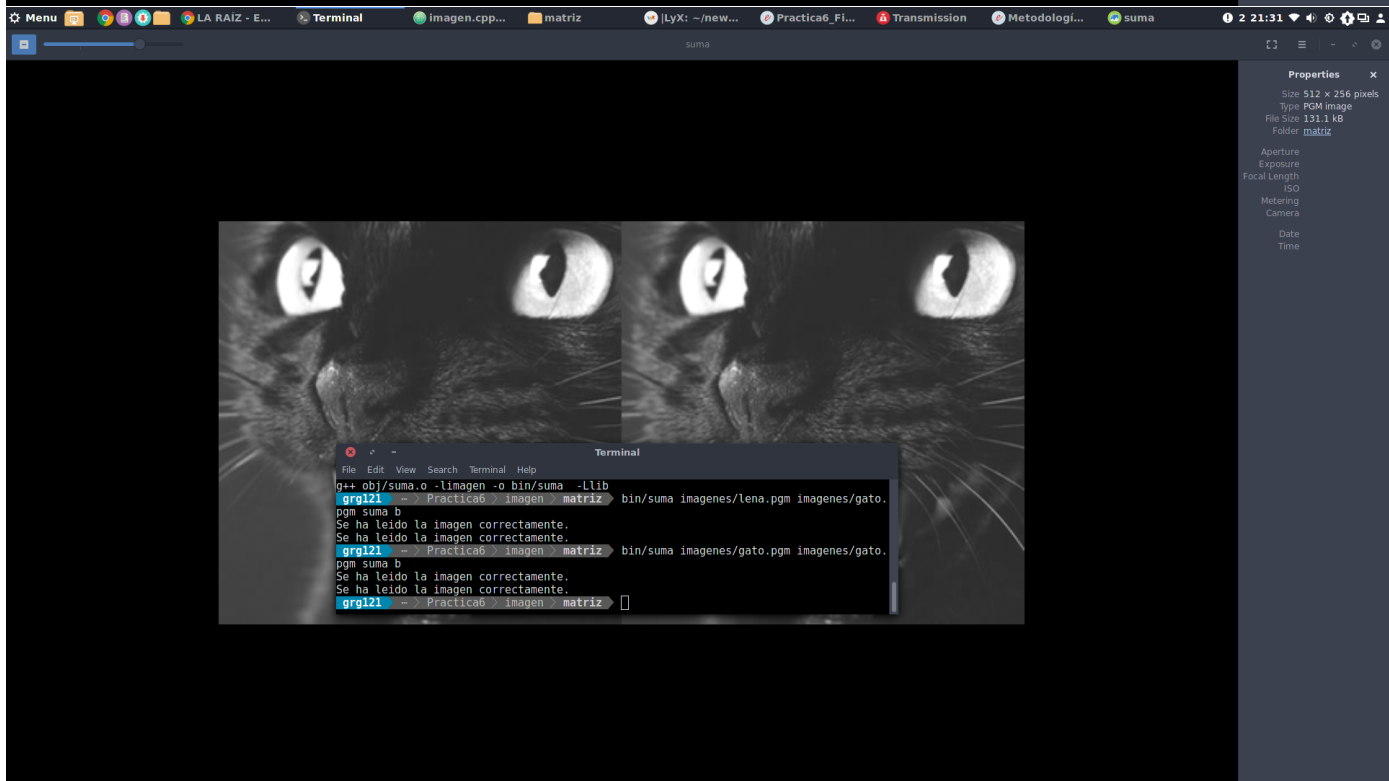 Menu LA RAÍZ - E... Terminal imagen.cpp... matriz |LyX: ~/new... Practica6_Fi... Transmission Metodologí... suma 2 21:31
suma
Properties
Size 512 × 256 pixels
Type PGM image
File Size 131.1 kB
Folder matriz
Aperture
Exposure
Focal Length
ISO
Metering
Camera
Date
Time
Terminal
File Edit View Search Terminal Help
g++ obj/suma.o -limagen -o bin/suma  -Llib
grg121 ⋯ Practica6 imagen matriz bin/suma imagenes/lena.pgm imagenes/gato.
pgm suma b
Se ha leido la imagen correctamente.
Se ha leido la imagen correctamente.
grg121 ⋯ Practica6 imagen matriz bin/suma imagenes/gato.pgm imagenes/gato.
pgm suma b
Se ha leido la imagen correctamente.
Se ha leido la imagen correctamente.
grg121 ⋯ Practica6 imagen matriz